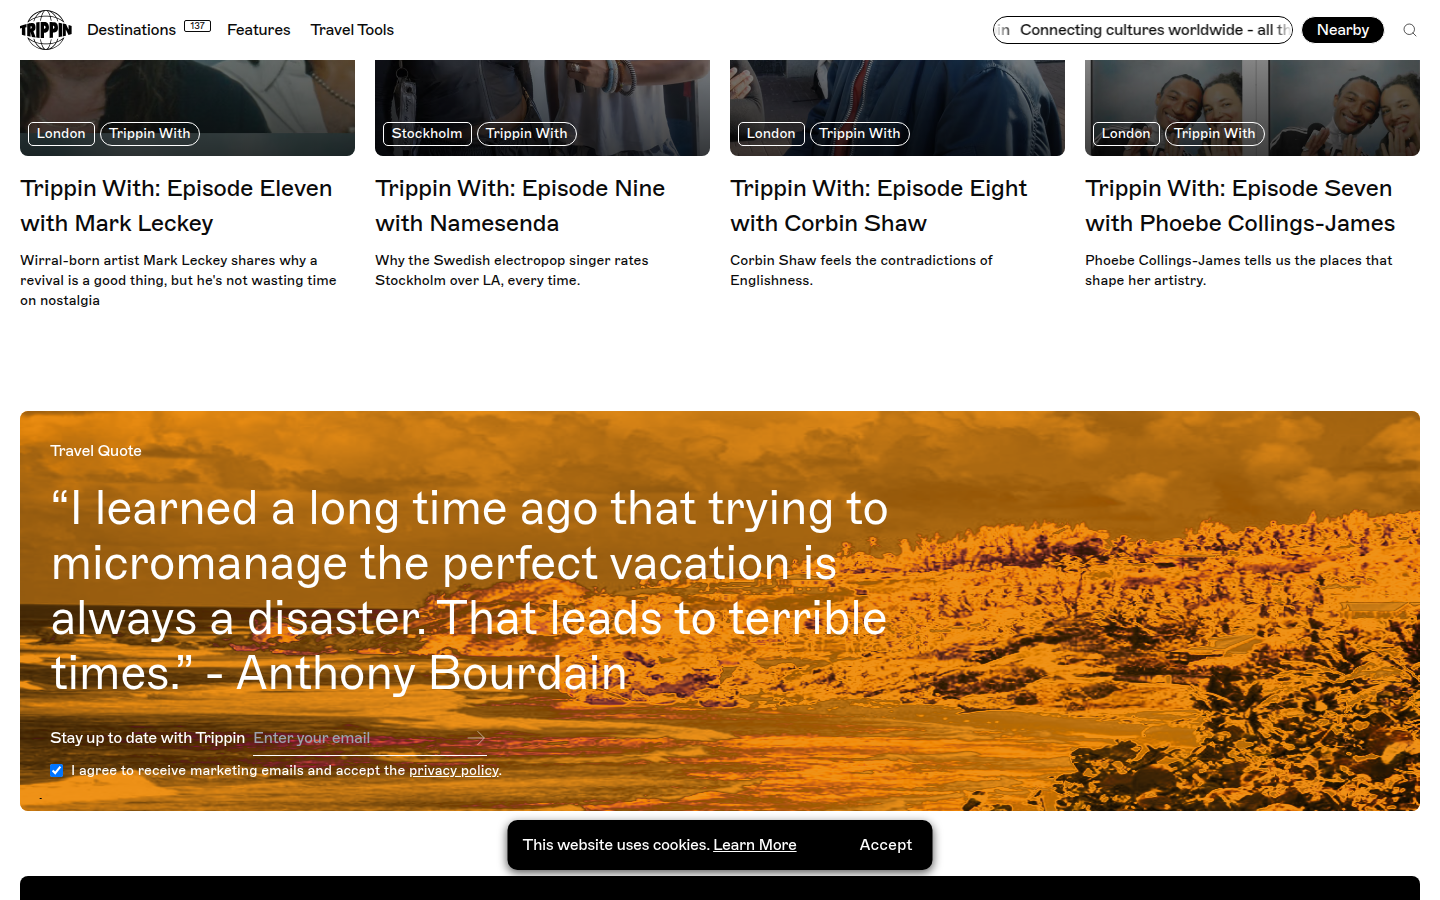 TRIPPIN
Destinations 137 Features Travel Tools
in Connecting cultures worldwide - all th
Nearby
London Trippin With
Stockholm Trippin With
London Trippin With
London Trippin With
Trippin With: Episode Eleven
with Mark Leckey
Wirral-born artist Mark Leckey shares why a
revival is a good thing, but he's not wasting time
on nostalgia
Trippin With: Episode Nine
with Namesenda
Why the Swedish electropop singer rates
Stockholm over LA, every time.
Trippin With: Episode Eight
with Corbin Shaw
Corbin Shaw feels the contradictions of
Englishness.
Trippin With: Episode Seven
with Phoebe Collings-James
Phoebe Collings-James tells us the places that
shape her artistry.
Travel Quote
“I learned a long time ago that trying to
micromanage the perfect vacation is
always a disaster. That leads to terrible
times.” - Anthony Bourdain
Stay up to date with Trippin Enter your email
I agree to receive marketing emails and accept the privacy policy.
-
This website uses cookies. Learn More Accept